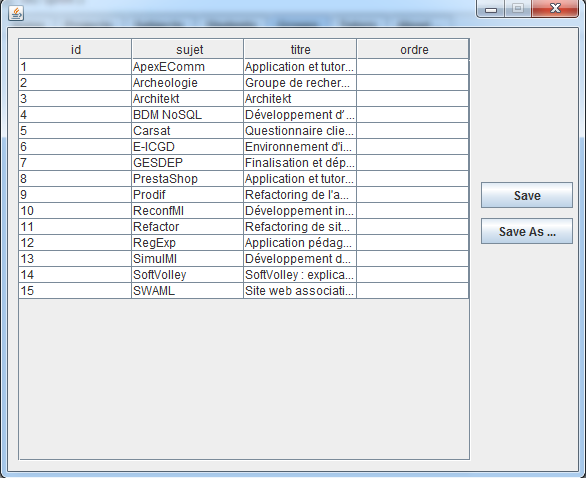 id sujet titre ordre
1 ApexEComm Application et tutor...
2 Archeologie Groupe de recher...
3 Architekt Architekt
4 BDM NoSQL Développement d'...
5 Carsat Questionnaire clie...
6 E-ICGD Environnement d'i...
7 GESDEP Finalisation et dép...
8 PrestaShop Application et tutor...
9 Prodif Refactoring de l'a...
10 ReconfMI Développement in...
11 Refactor Refactoring de sit...
12 RegExp Application pédag...
13 SimulMI Développement d...
14 SoftVolley SoftVolley : explica...
15 SWAML Site web associati...
Save
Save As ...